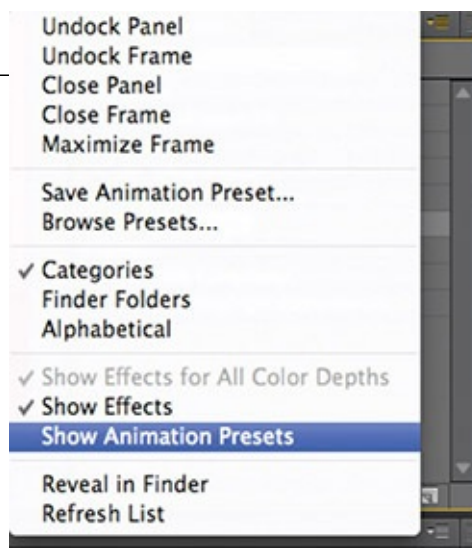 Undock Panel
Undock Frame
Close Panel
Close Frame
Maximize Frame
Save Animation Preset...
Browse Presets...
✓ Categories
Finder Folders
Alphabetical
✓ Show Effects for All Color Depths
✓ Show Effects
Show Animation Presets
Reveal in Finder
Refresh List